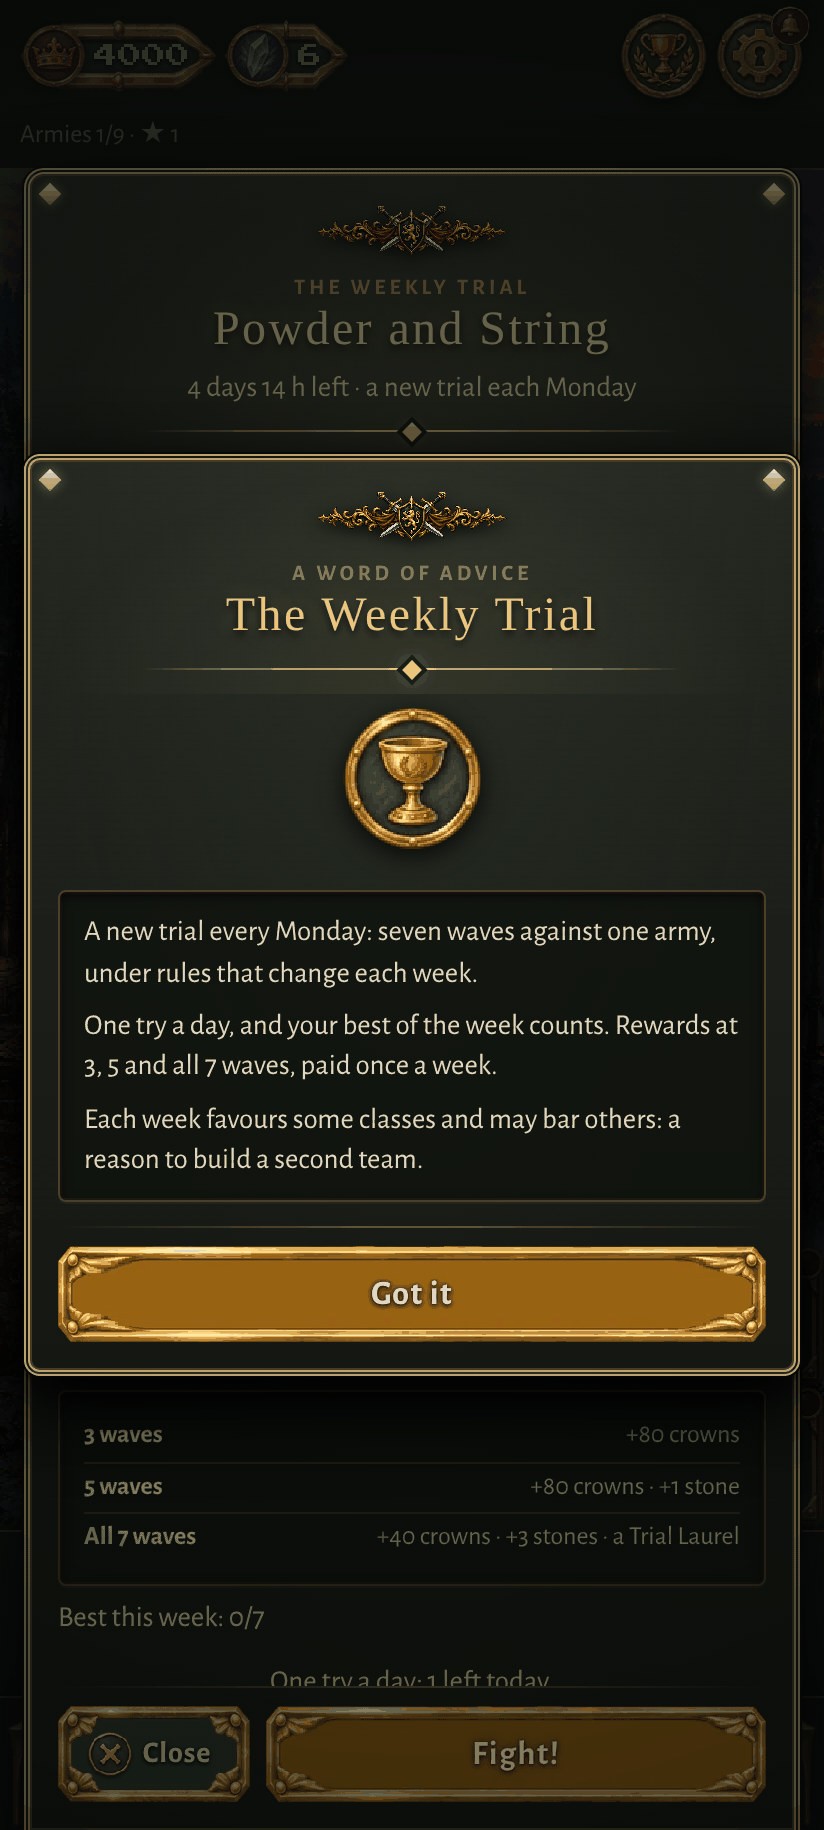 4000
6
Armies 1/9 · ★ 1
THE WEEKLY TRIAL
Powder and String
4 days 14 h left · a new trial each Monday
A WORD OF ADVICE
The Weekly Trial
A new trial every Monday: seven waves against one army,
under rules that change each week.
One try a day, and your best of the week counts. Rewards at
3, 5 and all 7 waves, paid once a week.
Each week favours some classes and may bar others: a
reason to build a second team.
Got it
3 waves +80 crowns
5 waves +80 crowns · +1 stone
All 7 waves +40 crowns · +3 stones · a Trial Laurel
Best this week: 0/7
One try a day: 1 left today
Close Fight!